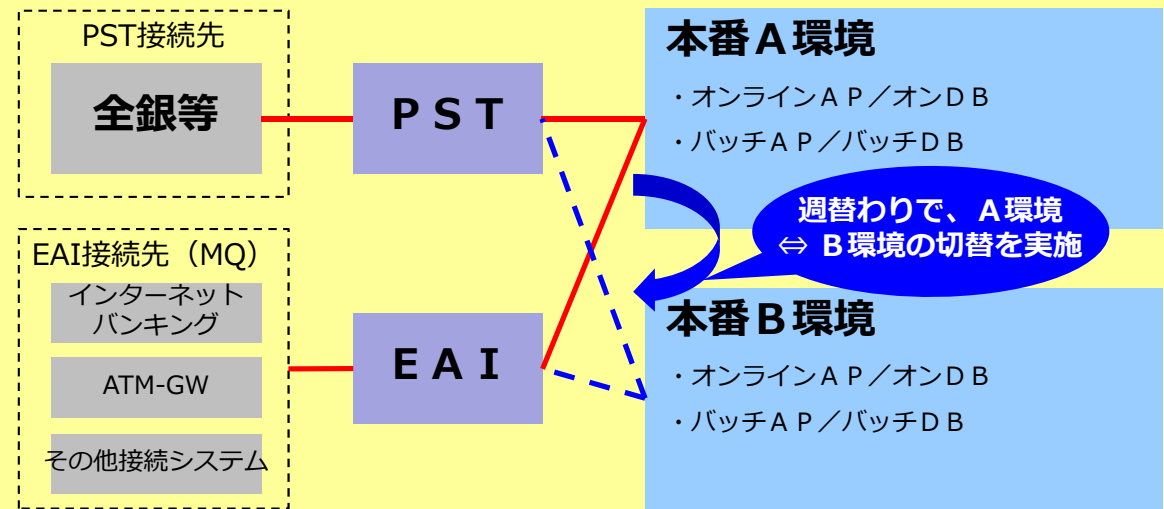 PST接続先
全銀等
ＰＳＴ
EAI接続先（MQ）
インターネット
バンキング
ATM-GW
その他接続システム
ＥＡＩ
本番Ａ環境
・オンラインＡＰ／オンＤＢ
・バッチＡＰ／バッチＤＢ
週替わりで、Ａ環境
⇔ Ｂ環境の切替を実施
本番Ｂ環境
・オンラインＡＰ／オンＤＢ
・バッチＡＰ／バッチＤＢ